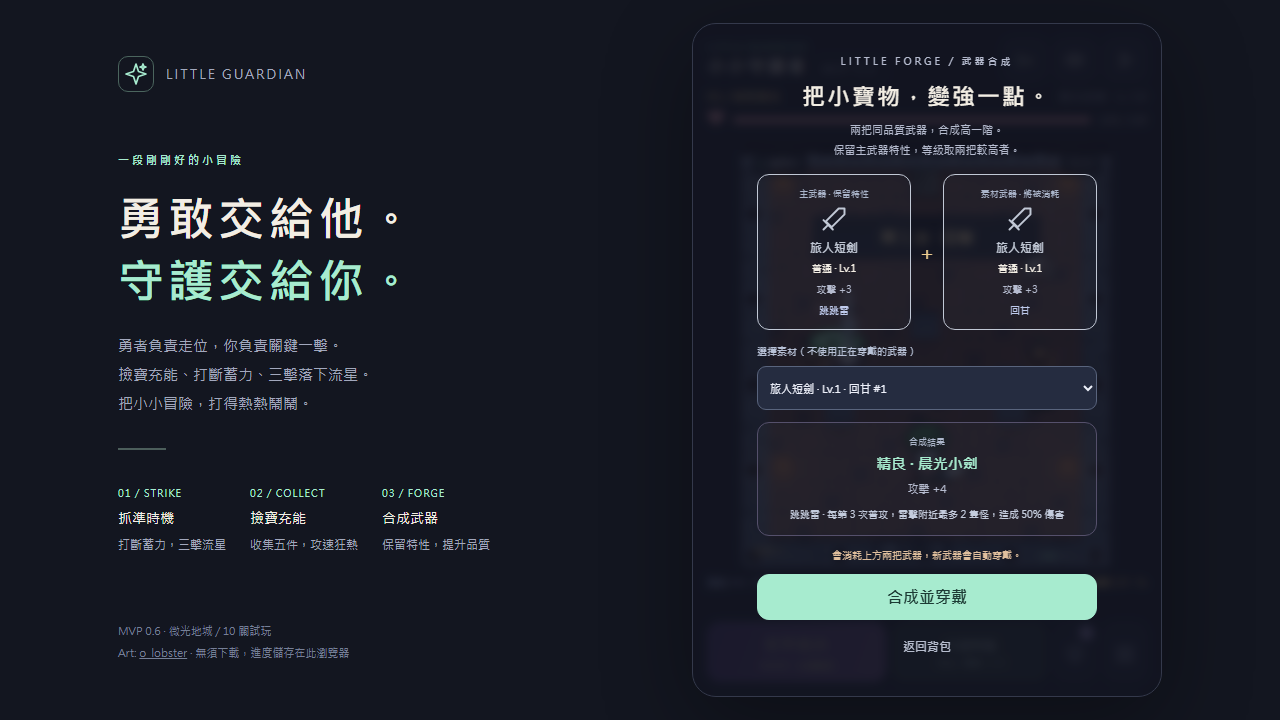 LITTLE GUARDIAN
一段剛剛好的小冒險
勇敢交給他。
守護交給你。
勇者負責走位，你負責關鍵一擊。
撿寶充能、打斷蓄力、三擊落下流星。
把小小冒險，打得熱熱鬧鬧。
01 / STRIKE
抓準時機
打斷蓄力，三擊流星
02 / COLLECT
撿寶充能
收集五件，攻速狂熱
03 / FORGE
合成武器
保留特性，提升品質
MVP 0.6 · 微光地城 / 10 關試玩
Art: o_lobster · 無須下載，進度儲存在此瀏覽器
LITTLE FORGE / 武器合成
把小寶物，變強一點。
兩把同品質武器，合成高一階。
保留主武器特性，等級取兩把較高者。
主武器 · 保留特性
旅人短劍
普通 · Lv.1
攻擊 +3
跳跳雷
+
素材武器 · 將被消耗
旅人短劍
普通 · Lv.1
攻擊 +3
回甘
選擇素材（不使用正在穿戴的武器）
旅人短劍 · Lv.1 · 回甘 #1
合成結果
精良 · 晨光小劍
攻擊 +4
跳跳雷 · 每第 3 次普攻，雷擊附近最多 2 隻怪，造成 50% 傷害
會消耗上方兩把武器，新武器會自動穿戴。
合成並穿戴
返回背包